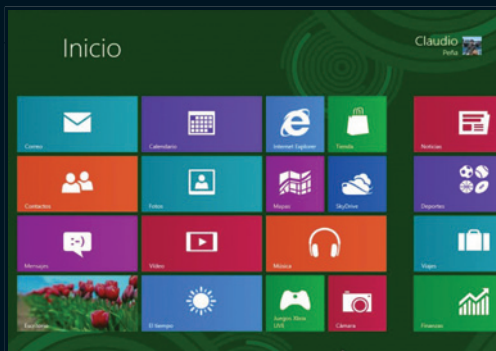 Inicio
Claudio
Peña
Correo
Calendario
Internet Explorer
Tienda
Noticias
Contactos
Fotos
Mapas
SkyDrive
Deportes
Mensajes
Vídeo
Música
Viajes
Escritorio
El tiempo
Juegos Xbox
LIVE
Cámara
Finanzas